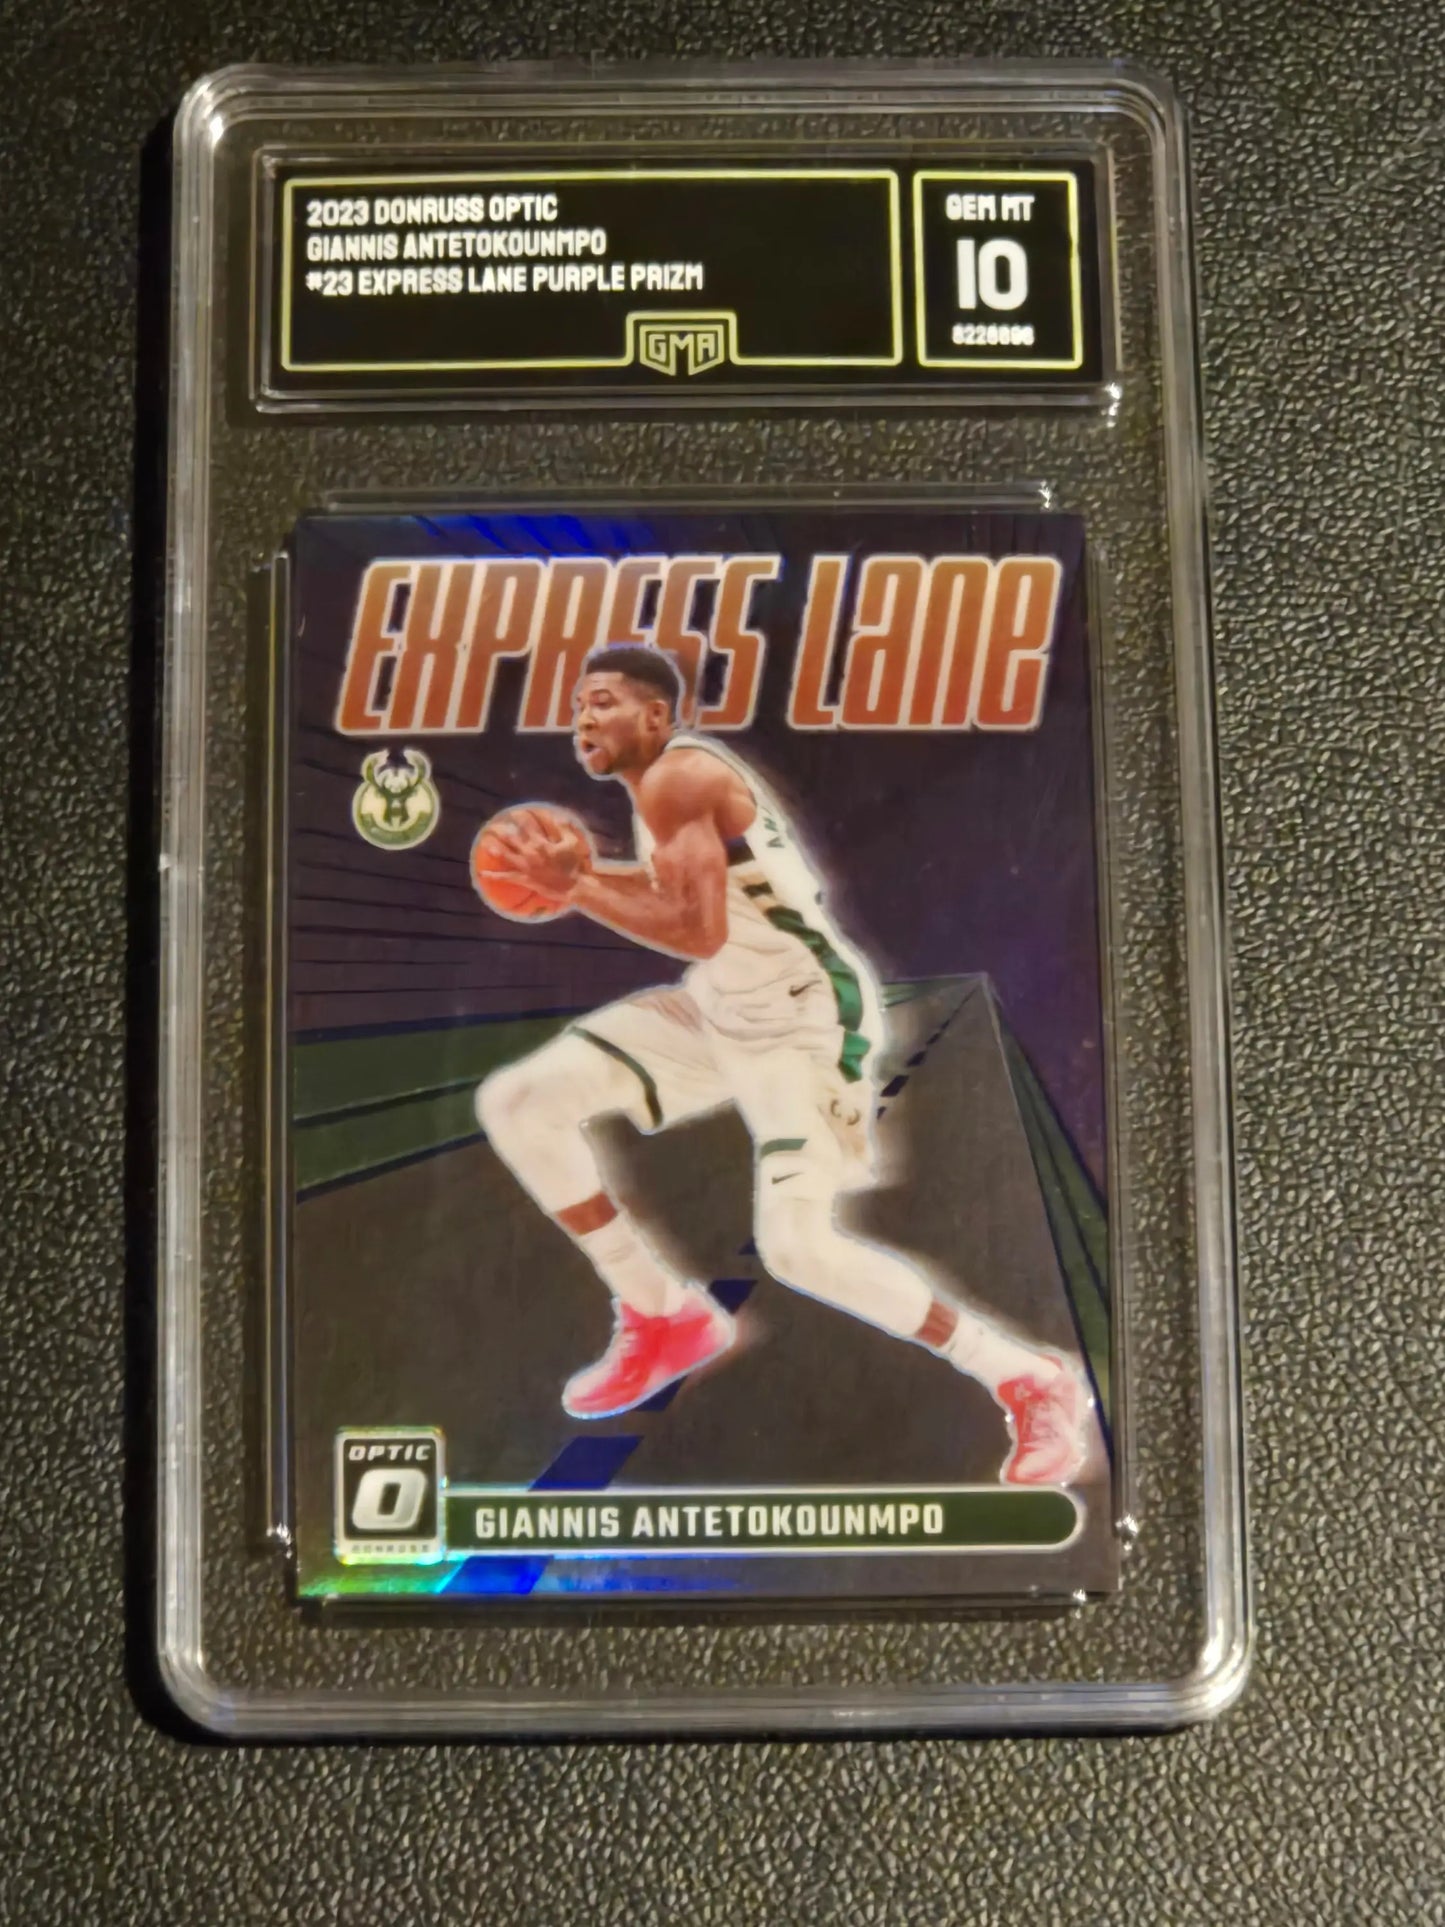 2023 DONRUSS OPTIC
GIANNIS ANTETOKOUNMPO
#23 EXPRESS LANE PURPLE PRIZM
GMA
GEM MT
10
EXPRESS LANE
OPTIC
DONRUSS
GIANNIS ANTETOKOUNMPO